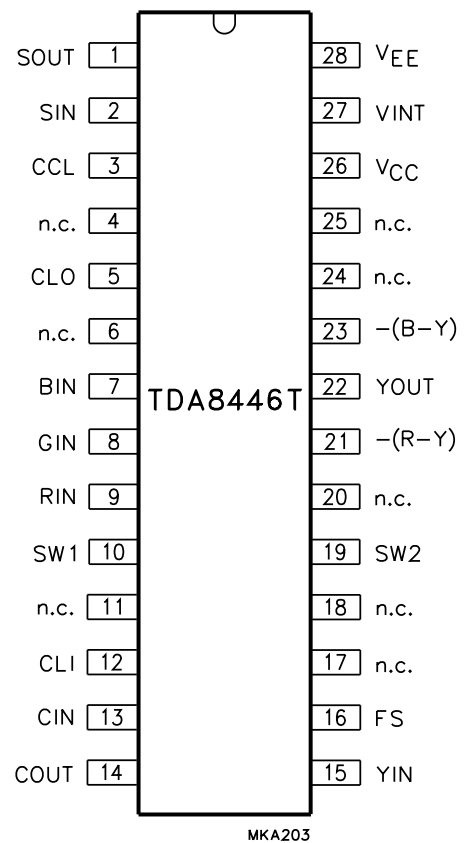 SOUT 1 28 VEE
SIN 2 27 VINT
CCL 3 26 VCC
n.c. 4 25 n.c.
CLO 5 24 n.c.
n.c. 6 23 −(B−Y)
BIN 7 22 YOUT
TDA8446T
GIN 8 21 −(R−Y)
RIN 9 20 n.c.
SW1 10 19 SW2
n.c. 11 18 n.c.
CLI 12 17 n.c.
CIN 13 16 FS
COUT 14 15 YIN
MKA203